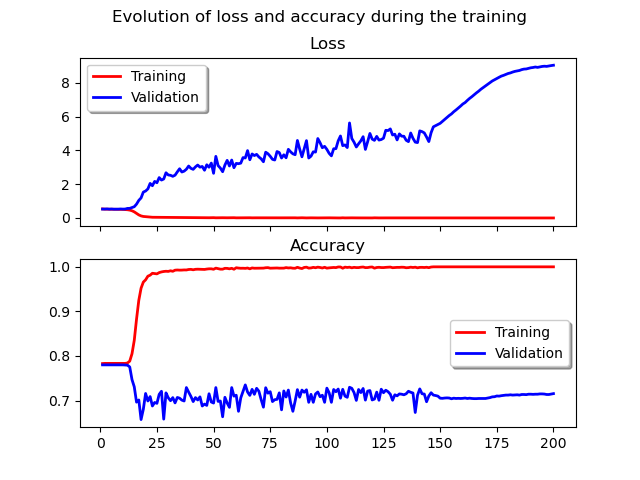 Evolution of loss and accuracy during the training
Loss
Training
Validation
8
6
4
2
0
Accuracy
1.0
0.9
0.8
0.7
Training
Validation
0 25 50 75 100 125 150 175 200